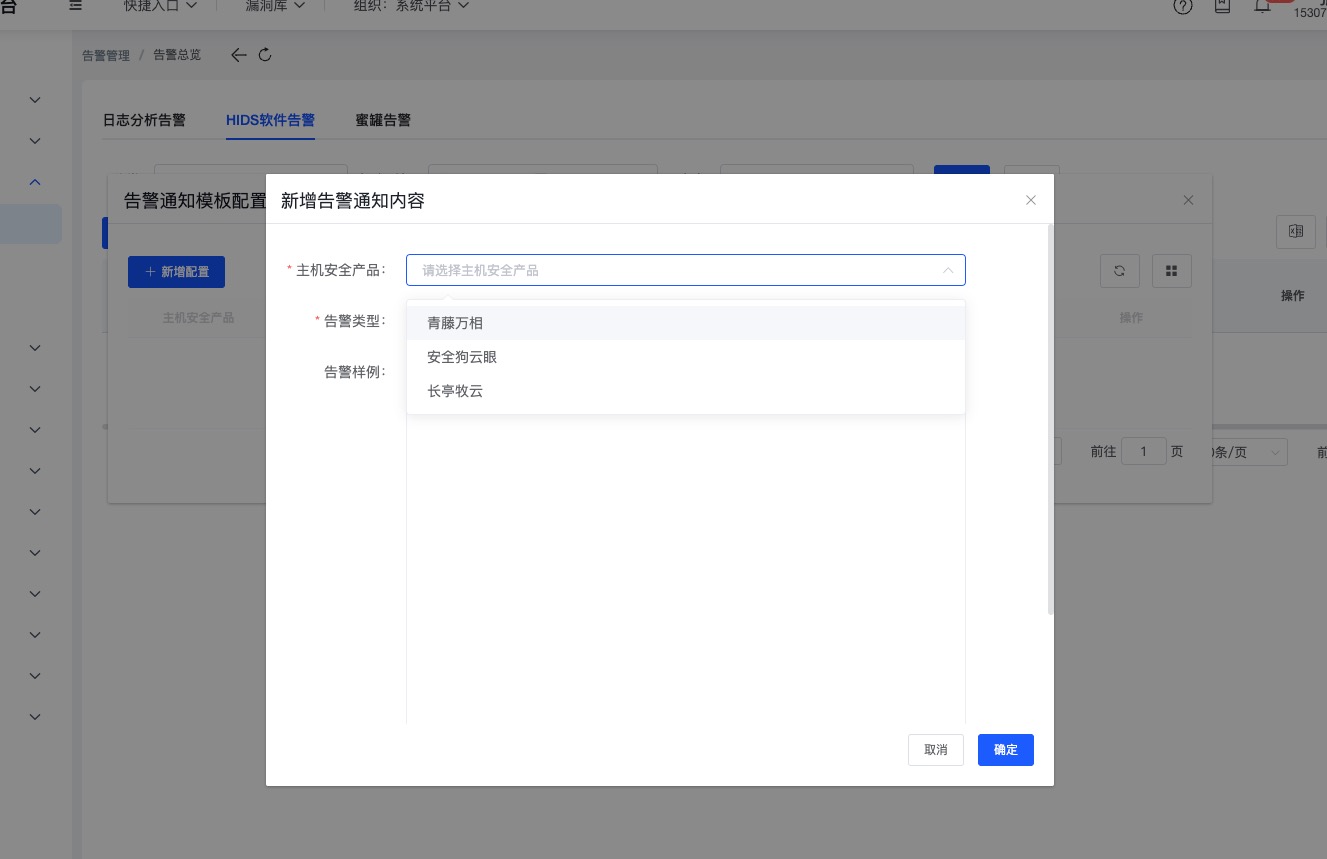 台 快捷入口 漏洞库 组织: 系统平台 15307
告警管理 / 告警总览
日志分析告警 HIDS软件告警 蜜罐告警
告警通知模板配置
新增告警通知内容
+ 新增配置
* 主机安全产品: 请选择主机安全产品
操作
主机安全产品
* 告警类型: 青藤万相
操作
安全狗云眼
告警样例:
长亭牧云
前往 1 页
条/页 前
取消 确定